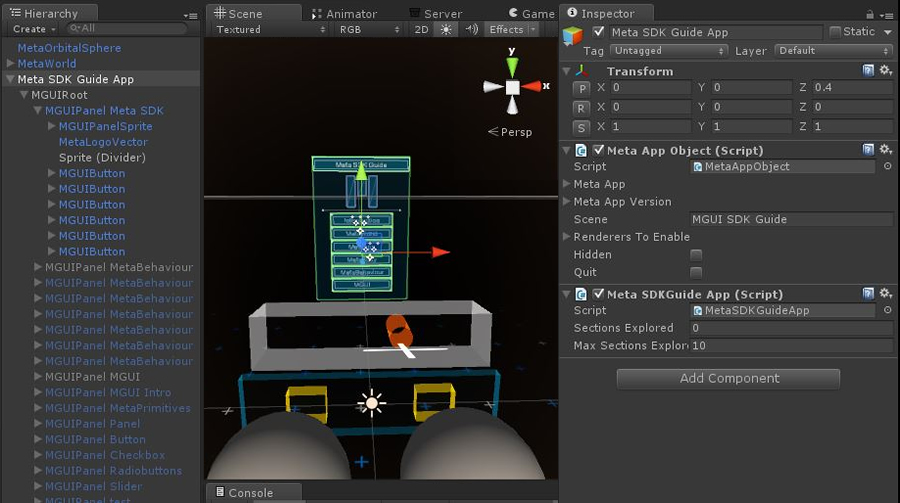 Hierarchy
Create
All
MetaOrbitalSphere
MetaWorld
Meta SDK Guide App
MGUIRoot
MGUIPanel Meta SDK
MGUIPanelSprite
MetaLogoVector
Sprite (Divider)
MGUIButton
MGUIButton
MGUIButton
MGUIButton
MGUIButton
MGUIButton
MGUIPanel MetaBehaviour
MGUIPanel MetaBehaviour
MGUIPanel MetaBehaviour
MGUIPanel MetaBehaviour
MGUIPanel MetaBehaviour
MGUIPanel MetaBehaviour
MGUIPanel MetaBehaviour
MGUIPanel MGUI
MGUIPanel MGUI Intro
MGUIPanel MetaPrimitives
MGUIPanel Panel
MGUIPanel Button
MGUIPanel Checkbox
MGUIPanel Radiobuttons
MGUIPanel Slider
MGUIPanel test
Scene Animator Server Game
Textured RGB 2D Effects
y
x
Persp
Meta SDK Guide
MetaBehaviour
MGUI
Console
Inspector
Meta SDK Guide App Static
Tag Untagged Layer Default
Transform
P X 0 Y 0 Z 0.4
R X 0 Y 0 Z 0
S X 1 Y 1 Z 1
Meta App Object (Script)
Script MetaAppObject
Meta App
Meta App Version
Scene MGUI SDK Guide
Renderers To Enable
Hidden
Quit
Meta SDKGuide App (Script)
Script MetaSDKGuideApp
Sections Explored 0
Max Sections Explor 10
Add Component